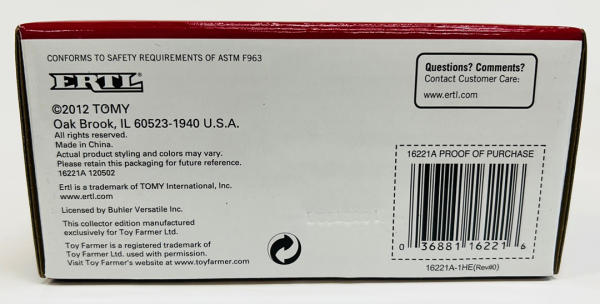 CONFORMS TO SAFETY REQUIREMENTS OF ASTM F963
ERTL®
©2012 TOMY
Oak Brook, IL 60523-1940 U.S.A.
All rights reserved.
Made in China.
Actual product styling and colors may vary.
Please retain this packaging for future reference.
16221A 120502
Ertl is a trademark of TOMY International, Inc.
www.ertl.com
Licensed by Buhler Versatile Inc.
This collector edition manufactured
exclusively for Toy Farmer Ltd.
Toy Farmer is a registered trademark of
Toy Farmer Ltd. used with permission.
Visit Toy Farmer's website at www.toyfarmer.com
Questions? Comments?
Contact Customer Care:
www.ertl.com
16221A PROOF OF PURCHASE
0 36881 16221 6
16221A-1HE(Rev#0)